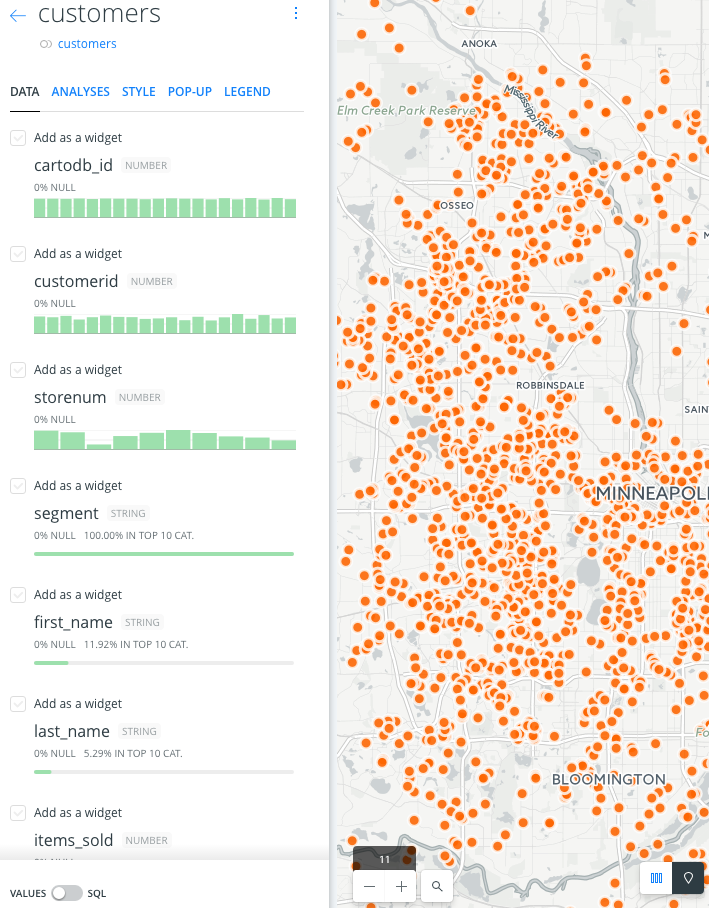 customers
customers
DATA ANALYSES STYLE POP-UP LEGEND
Add as a widget
cartodb_id NUMBER
0% NULL
Add as a widget
customerid NUMBER
0% NULL
Add as a widget
storenum NUMBER
0% NULL
Add as a widget
segment STRING
0% NULL 100.00% IN TOP 10 CAT.
Add as a widget
first_name STRING
0% NULL 11.92% IN TOP 10 CAT.
Add as a widget
last_name STRING
0% NULL 5.29% IN TOP 10 CAT.
Add as a widget
items_sold NUMBER
VALUES SQL
ANOKA
Mississippi River
Elm Creek Park Reserve
OSSEO
M
ROBBINSDALE
SAIN
MINNEAPOL
Fo
BLOOMINGTON
11